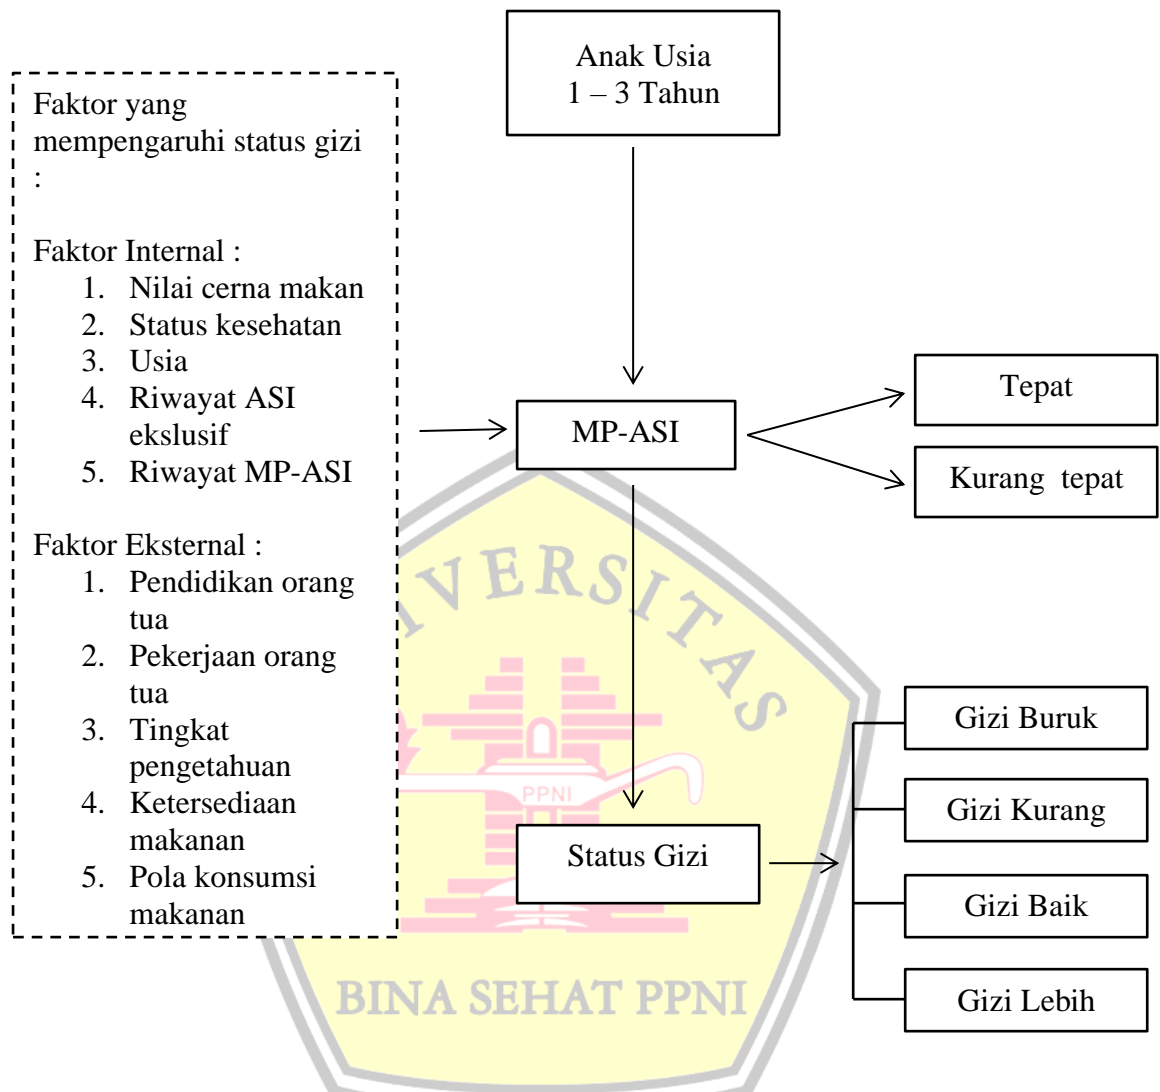 Anak Usia
1 – 3 Tahun
Faktor yang
mempengaruhi status gizi
:
Faktor Internal :
1. Nilai cerna makan
2. Status kesehatan
3. Usia
4. Riwayat ASI
ekslusif
5. Riwayat MP-ASI
Faktor Eksternal :
1. Pendidikan orang
tua
2. Pekerjaan orang
tua
3. Tingkat
pengetahuan
4. Ketersediaan
makanan
5. Pola konsumsi
makanan
MP-ASI
Tepat
Kurang  tepat
Status Gizi
Gizi Buruk
Gizi Kurang
Gizi Baik
Gizi Lebih
VERSITAS
PPNI
BINA SEHAT PPNI